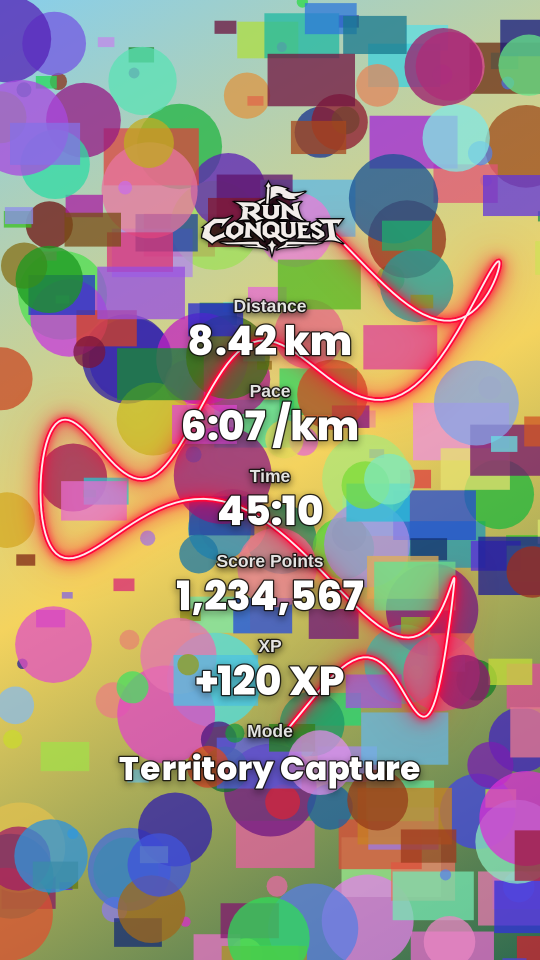 RUN
CONQUEST
Distance
8.42 km
Pace
6:07 /km
Time
45:10
Score Points
1,234,567
XP
+120 XP
Mode
Territory Capture